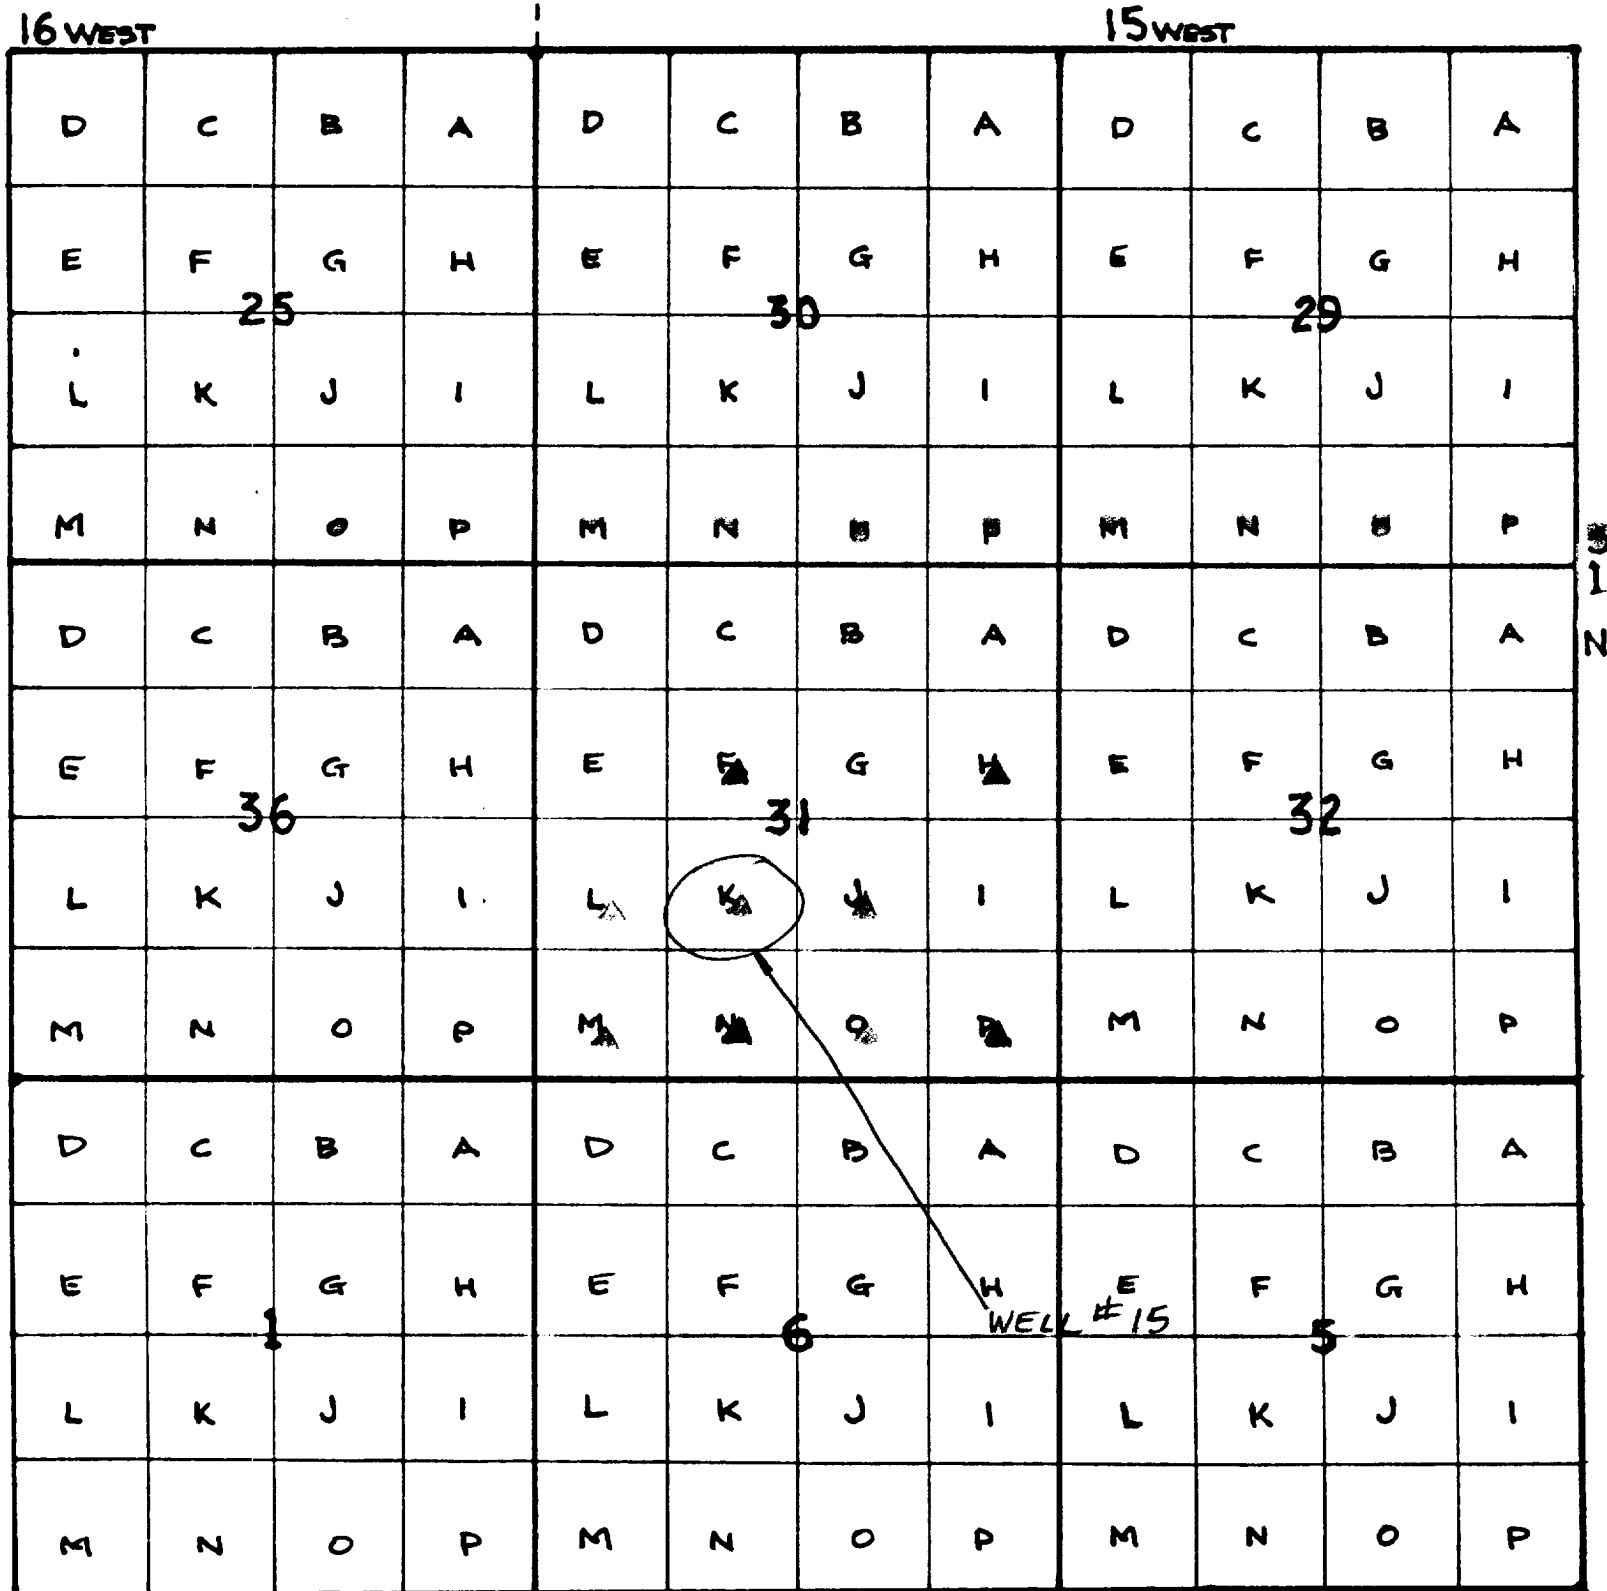 16 WEST 15 WEST
D C B A D C B A D C B A
E F G H E F G H E F G H
25 30 29
L K J I L K J I L K J I
M N O P M N P M N P
1
D C B A D C B A D C B A
N
E F G H E F G H E F G H
36 31 32
L K J I L K J I L K J I
M N O P M N O P M N O P
D C B A D C B A D C B A
E F G H E F G H E F G H
WELL #15
1 6 5
L K J I L K J I L K J I
M N O P M N O P M N O P